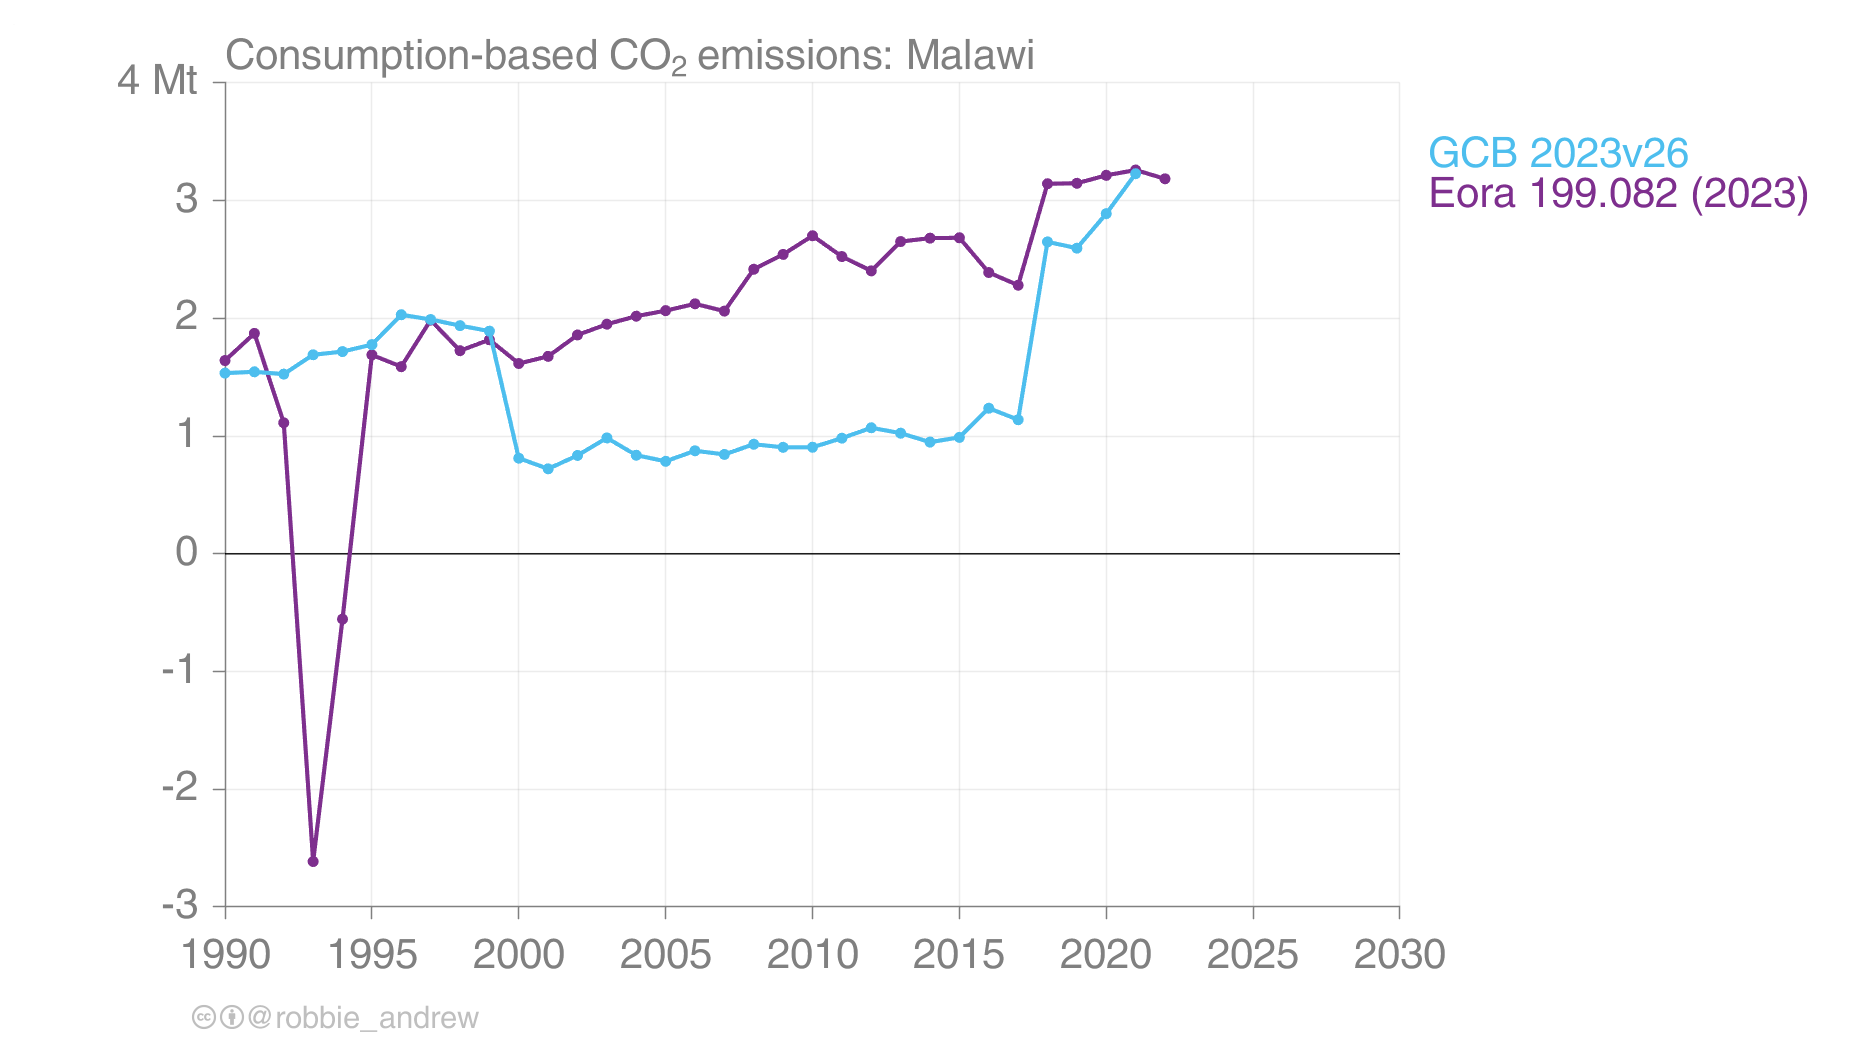 Consumption-based CO₂ emissions: Malawi
4 Mt
3
2
1
0
-1
-2
-3
1990 1995 2000 2005 2010 2015 2020 2025 2030
GCB 2023v26
Eora 199.082 (2023)
@robbie_andrew